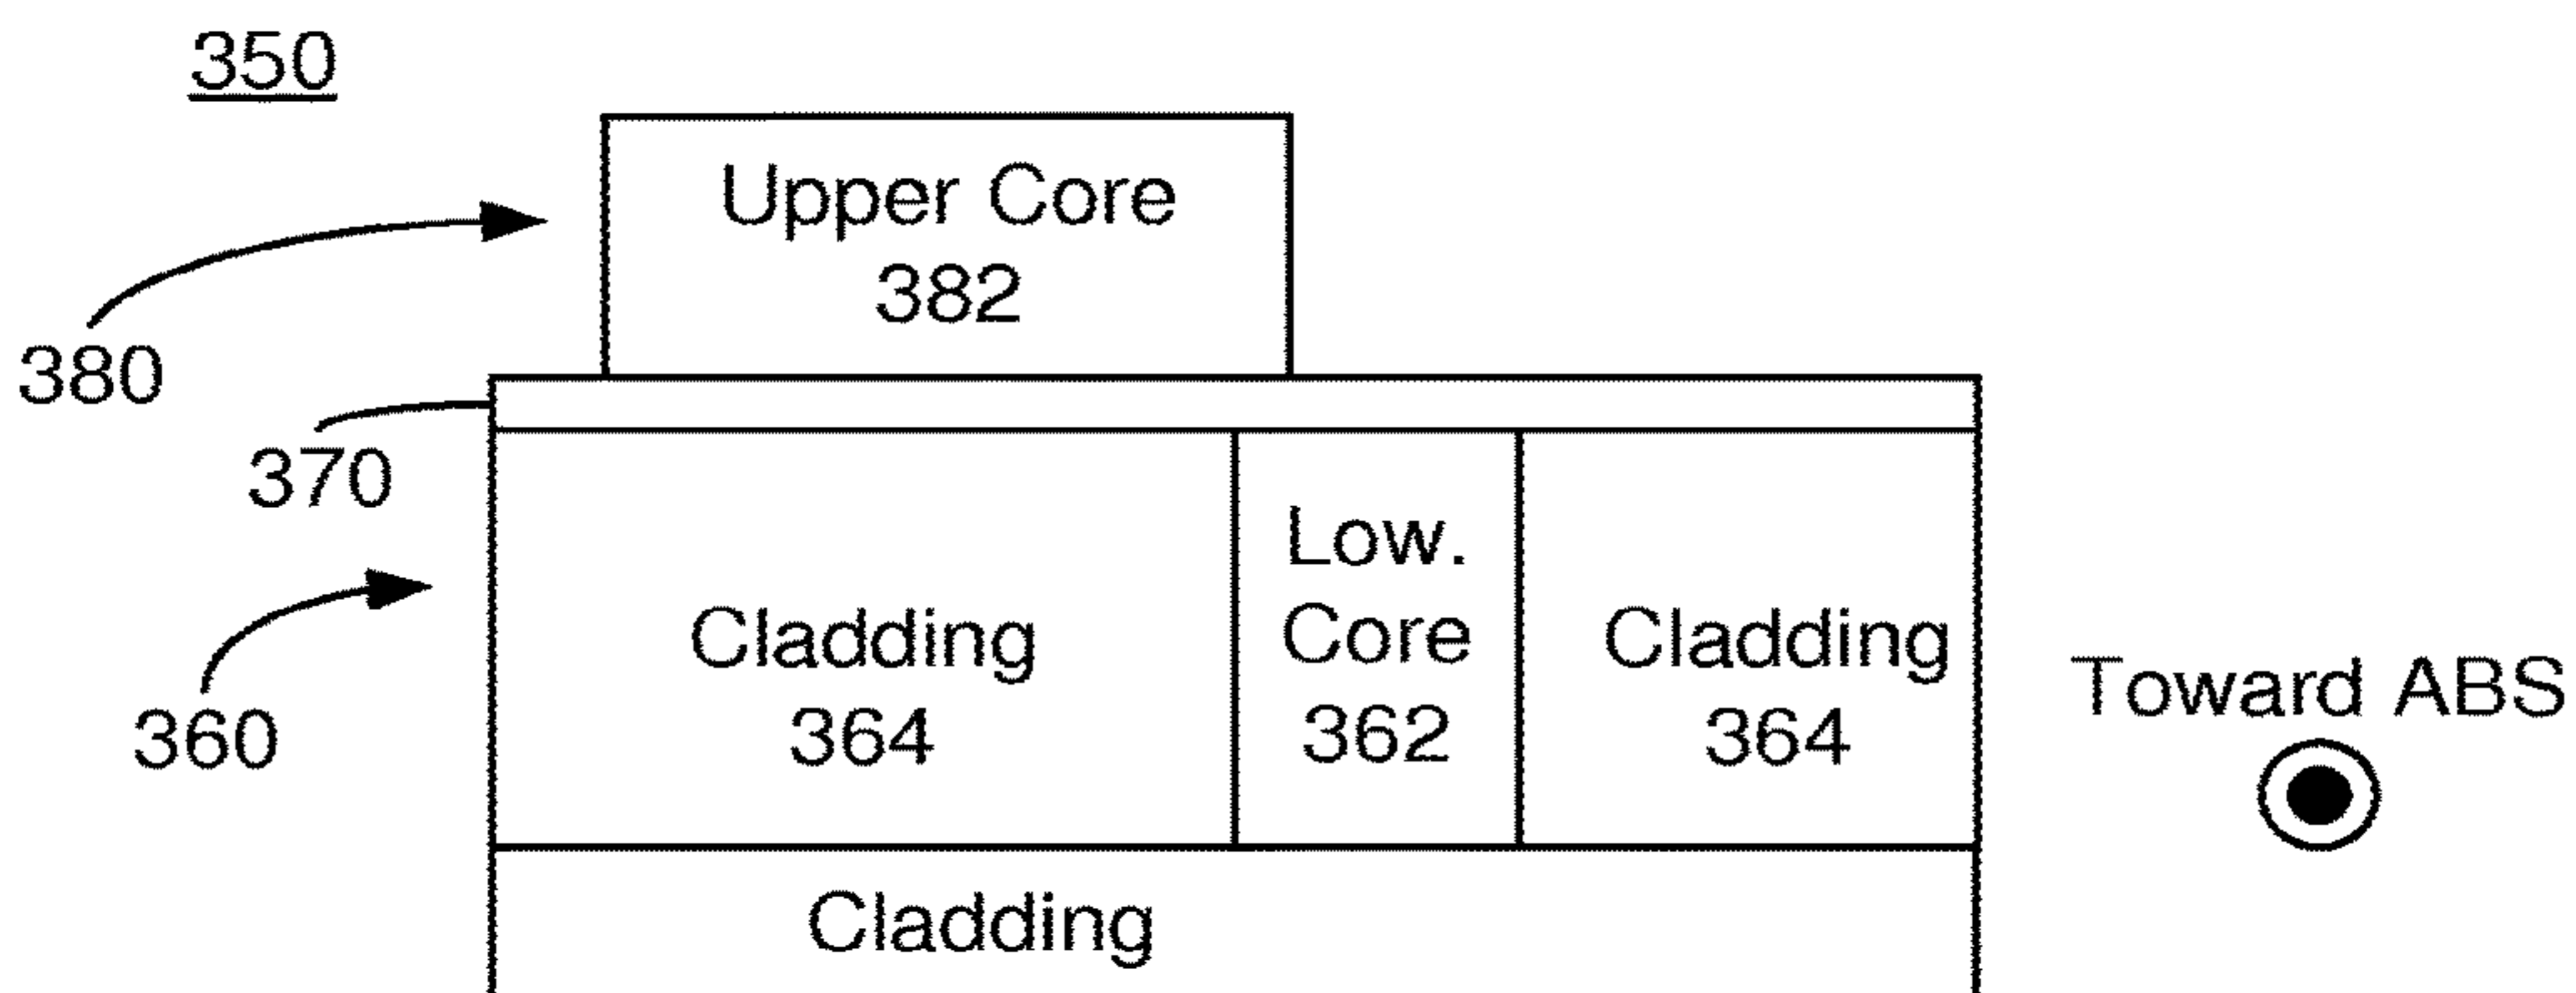 350
Upper Core
382
380
370
Low.
Core
362
Cladding
364
Cladding
364
360
Toward ABS
Cladding